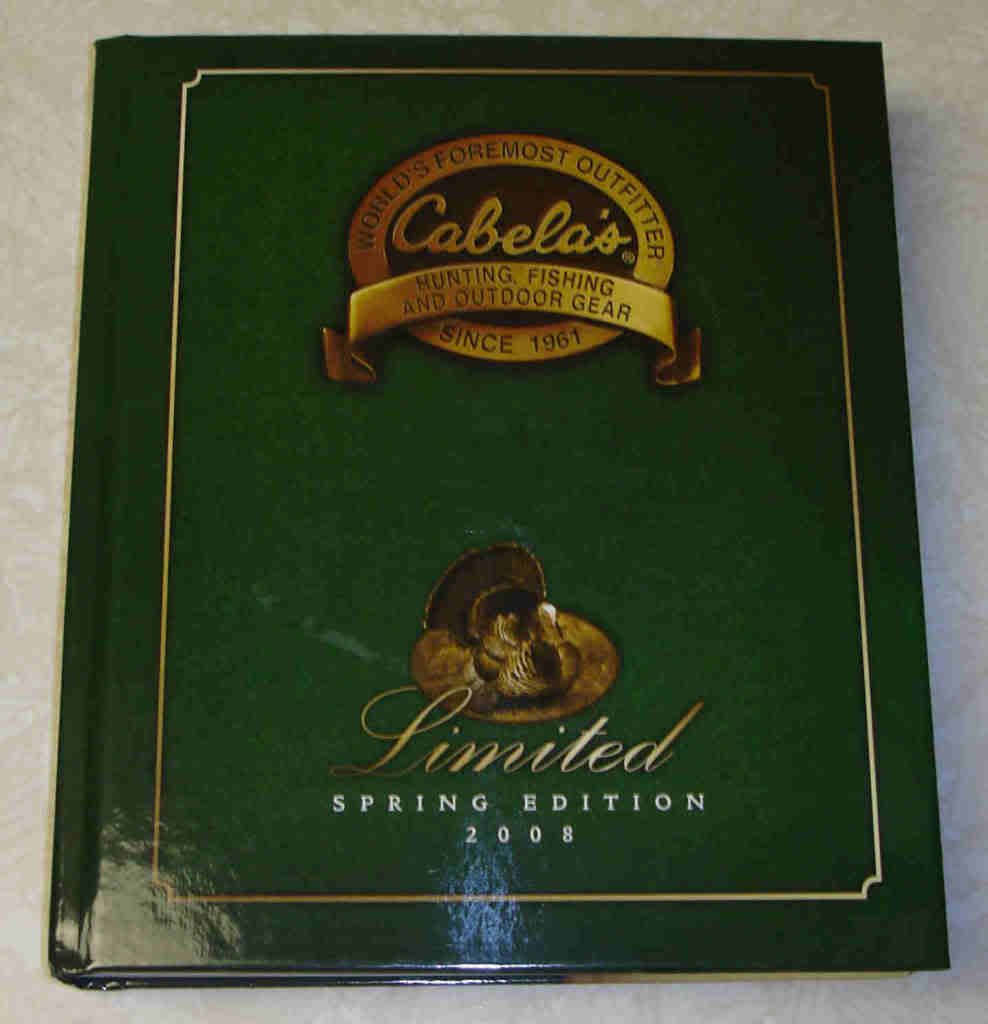 WORLD'S FOREMOST OUTFITTER
Cabela's®
HUNTING, FISHING
AND OUTDOOR GEAR
SINCE 1961
Limited
SPRING EDITION
2008